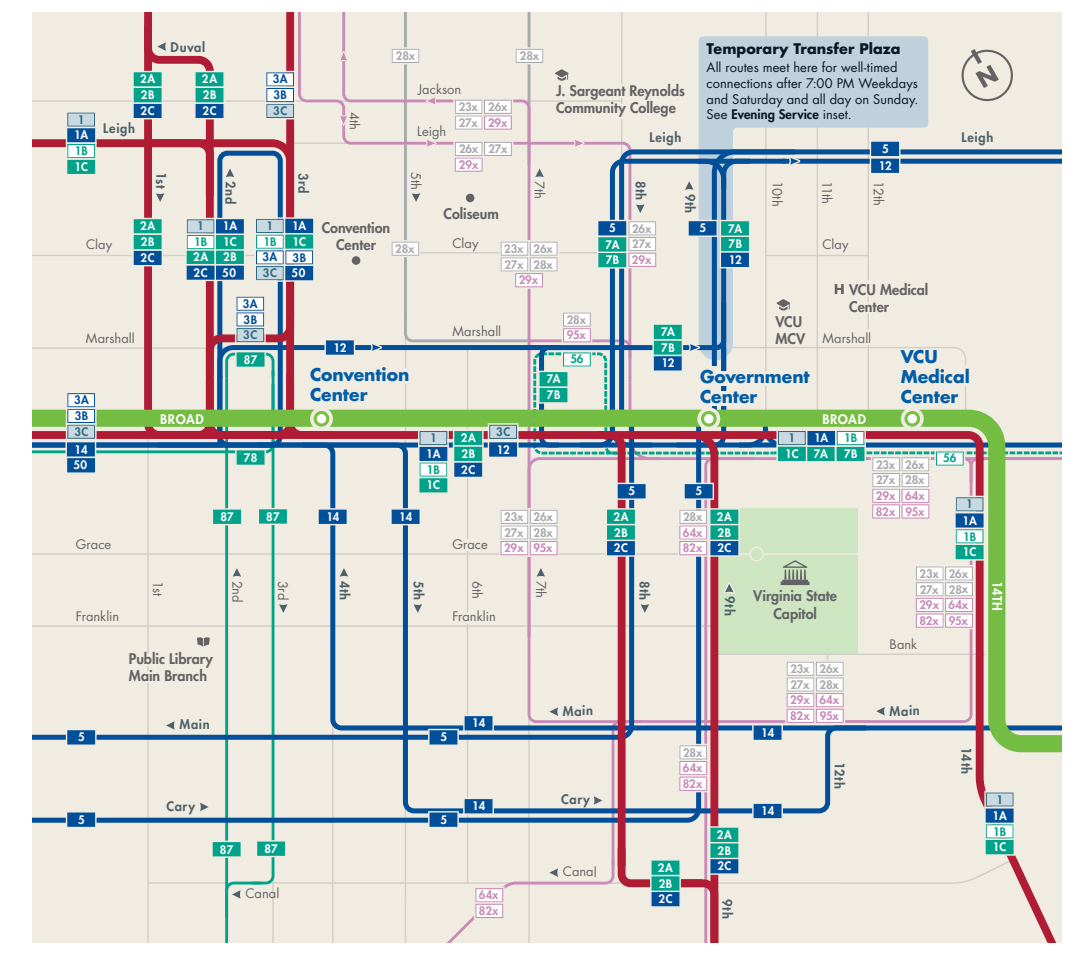 ◄ Duval
2A
2B
2C
2A
2B
2C
3A
3B
3C
28x
28x
Temporary Transfer Plaza
All routes meet here for well-timed
connections after 7:00 PM Weekdays
and Saturday and all day on Sunday.
See Evening Service inset.
N
J. Sargeant Reynolds
Community College
Jackson
23x 26x
27x 29x
4th
1
1A
1B
1C
Leigh
Leigh
26x 27x
29x
Leigh
5
12
Leigh
1st ►
◄ 2nd
3rd
5th ►
◄ 7th
8th ►
◄ 9th
10th
11th
12th
Coliseum
2A
2B
2C
1 1A
1B 1C
2A 2B
2C 50
1 1A
1B 1C
3A 3B
3C 50
Convention
Center
Clay
28x
Clay
23x 26x
27x 28x
29x
5 26x
7A 27x
7B 29x
5 7A
7B
12
Clay
H VCU Medical
Center
VCU
MCV
3A
3B
3C
Marshall
Marshall
28x
95x
7A
7B
12
Marshall
12
87
56
Convention
Center
7A
7B
Government
Center
VCU
Medical
Center
3A
3B
3C
14
50
BROAD
BROAD
78
1 2A 3C
1A 2B 12
1B 2C
1C
1 1A 1B
1C 7A 7B
56
23x 26x
27x 28x
29x 64x
82x 95x
5
5
87
87
14
14
23x 26x
27x 28x
29x 95x
2A
2B
2C
28x 2A
64x 2B
82x 2C
1
1A
1B
1C
Grace
Grace
1st
◄ 2nd
3rd ►
◄ 4th
5th ►
6th
◄ 7th
8th ►
◄ 9th
Virginia State
Capitol
23x 26x
27x 28x
29x 64x
82x 95x
14TH
Franklin
Franklin
Bank
Public Library
Main Branch
23x 26x
27x 28x
29x 64x
82x 95x
◄ Main
◄ Main
◄ Main
14
14
5
5
28x
64x
82x
12th
14th
Cary ►
Cary ►
14
14
5
5
1
1A
1B
1C
87
87
2A
2B
2C
◄ Canal
◄ Canal
2A
2B
2C
64x
82x
9th